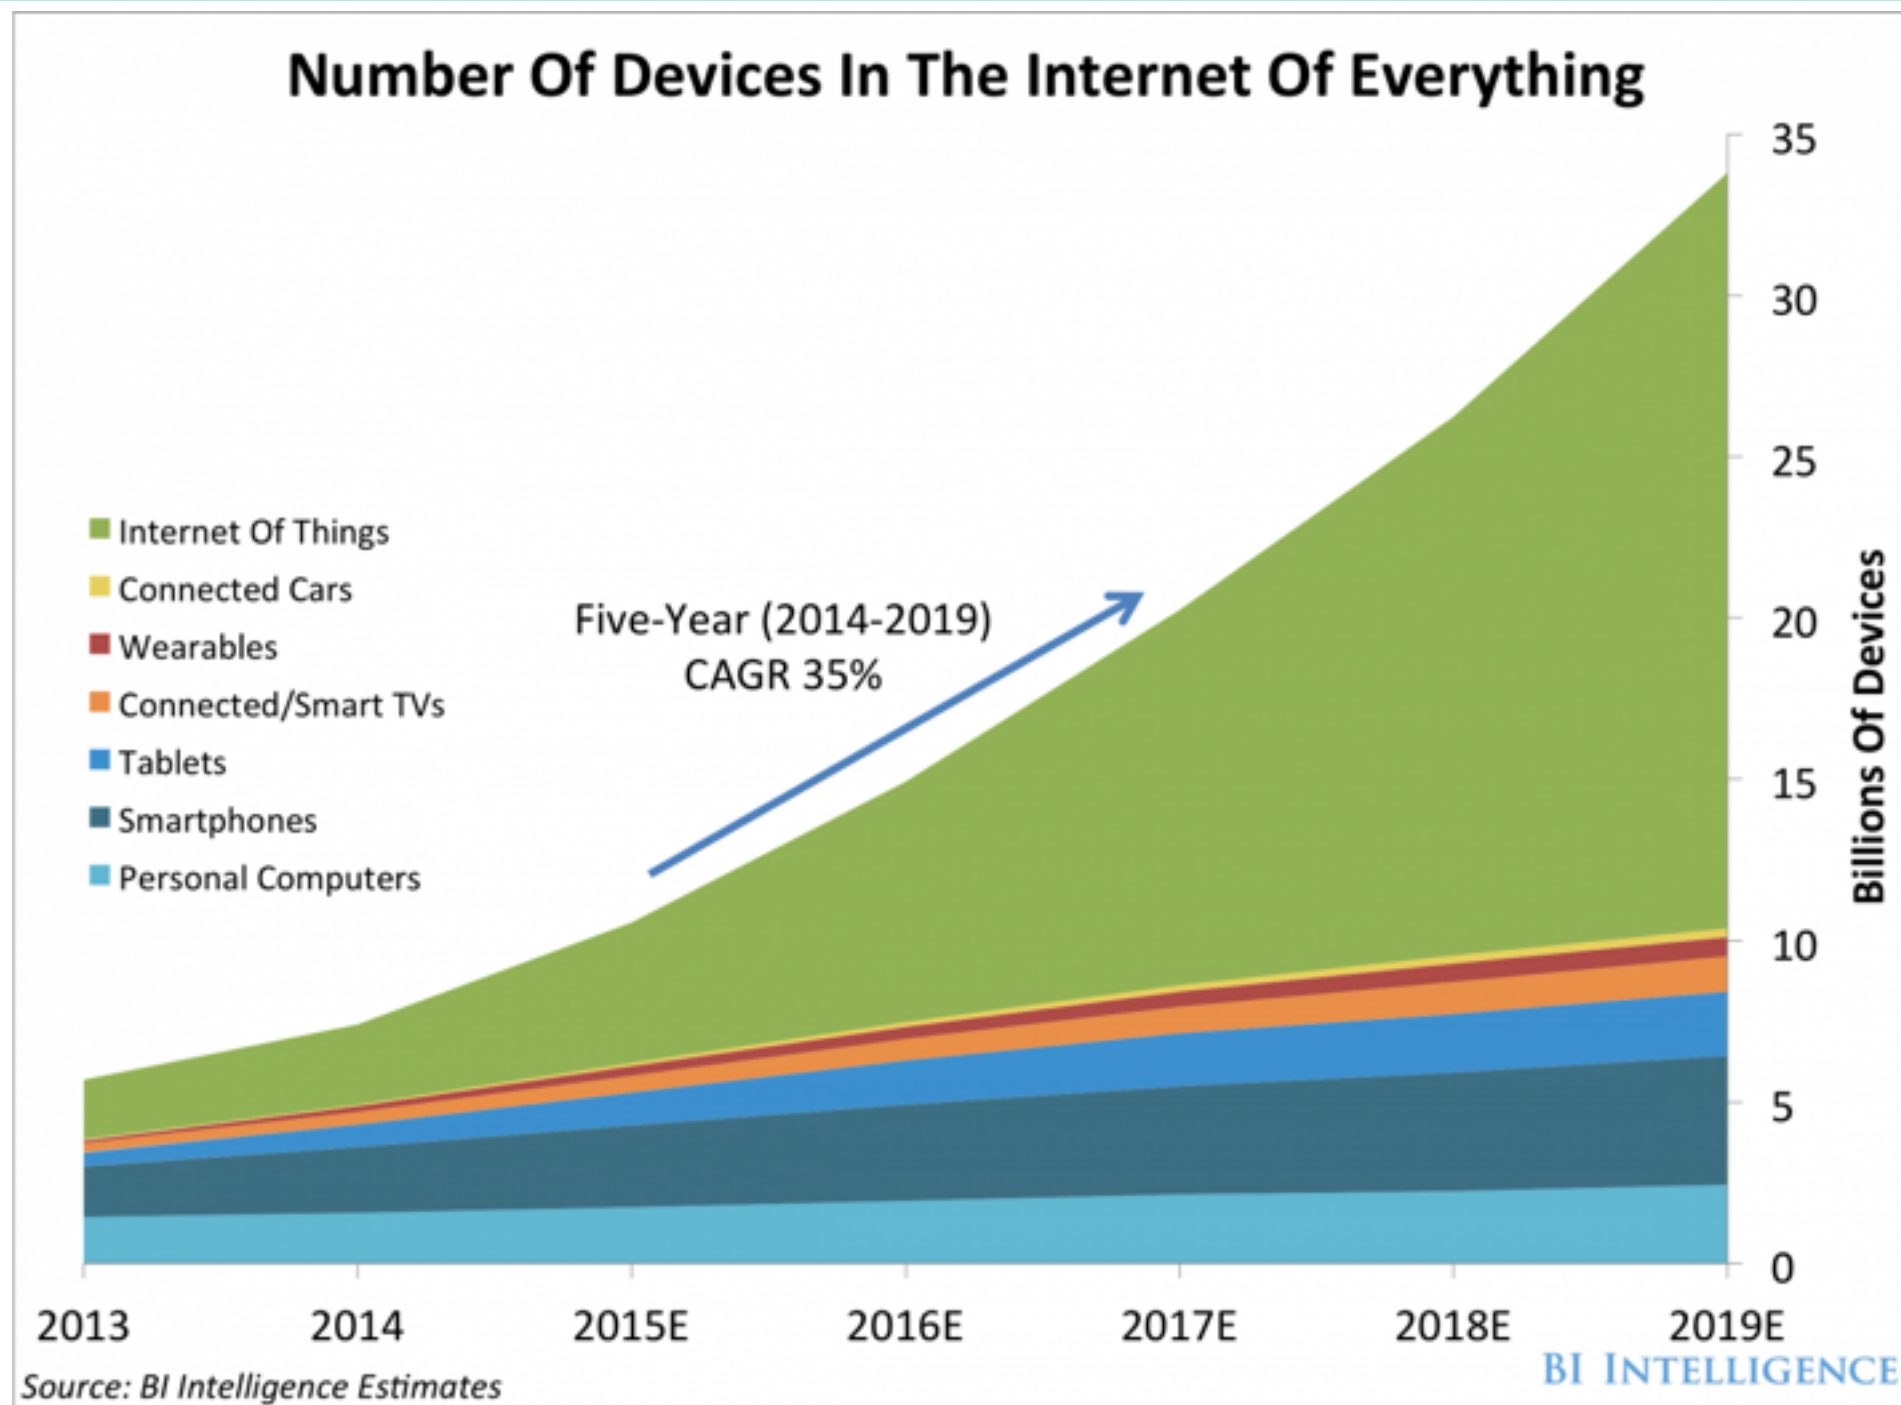 Number Of Devices In The Internet Of Everything
35
30
25
20
15
10
5
0
Billions Of Devices
Internet Of Things
Connected Cars
Wearables
Connected/Smart TVs
Tablets
Smartphones
Personal Computers
Five-Year (2014-2019)
CAGR 35%
2013 2014 2015E 2016E 2017E 2018E 2019E
BI INTELLIGENCE
Source: BI Intelligence Estimates